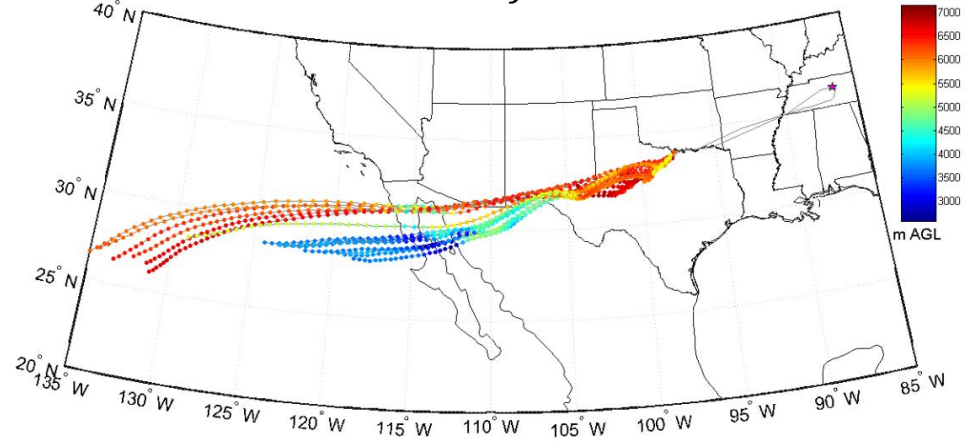 40° N
35° N
30° N
25° N
20° N
135° W
130° W
125° W
120° W
115° W
110° W
105° W
100° W
95° W
90° W
85° W
7000
6500
6000
5500
5000
4500
4000
3500
3000
m AGL